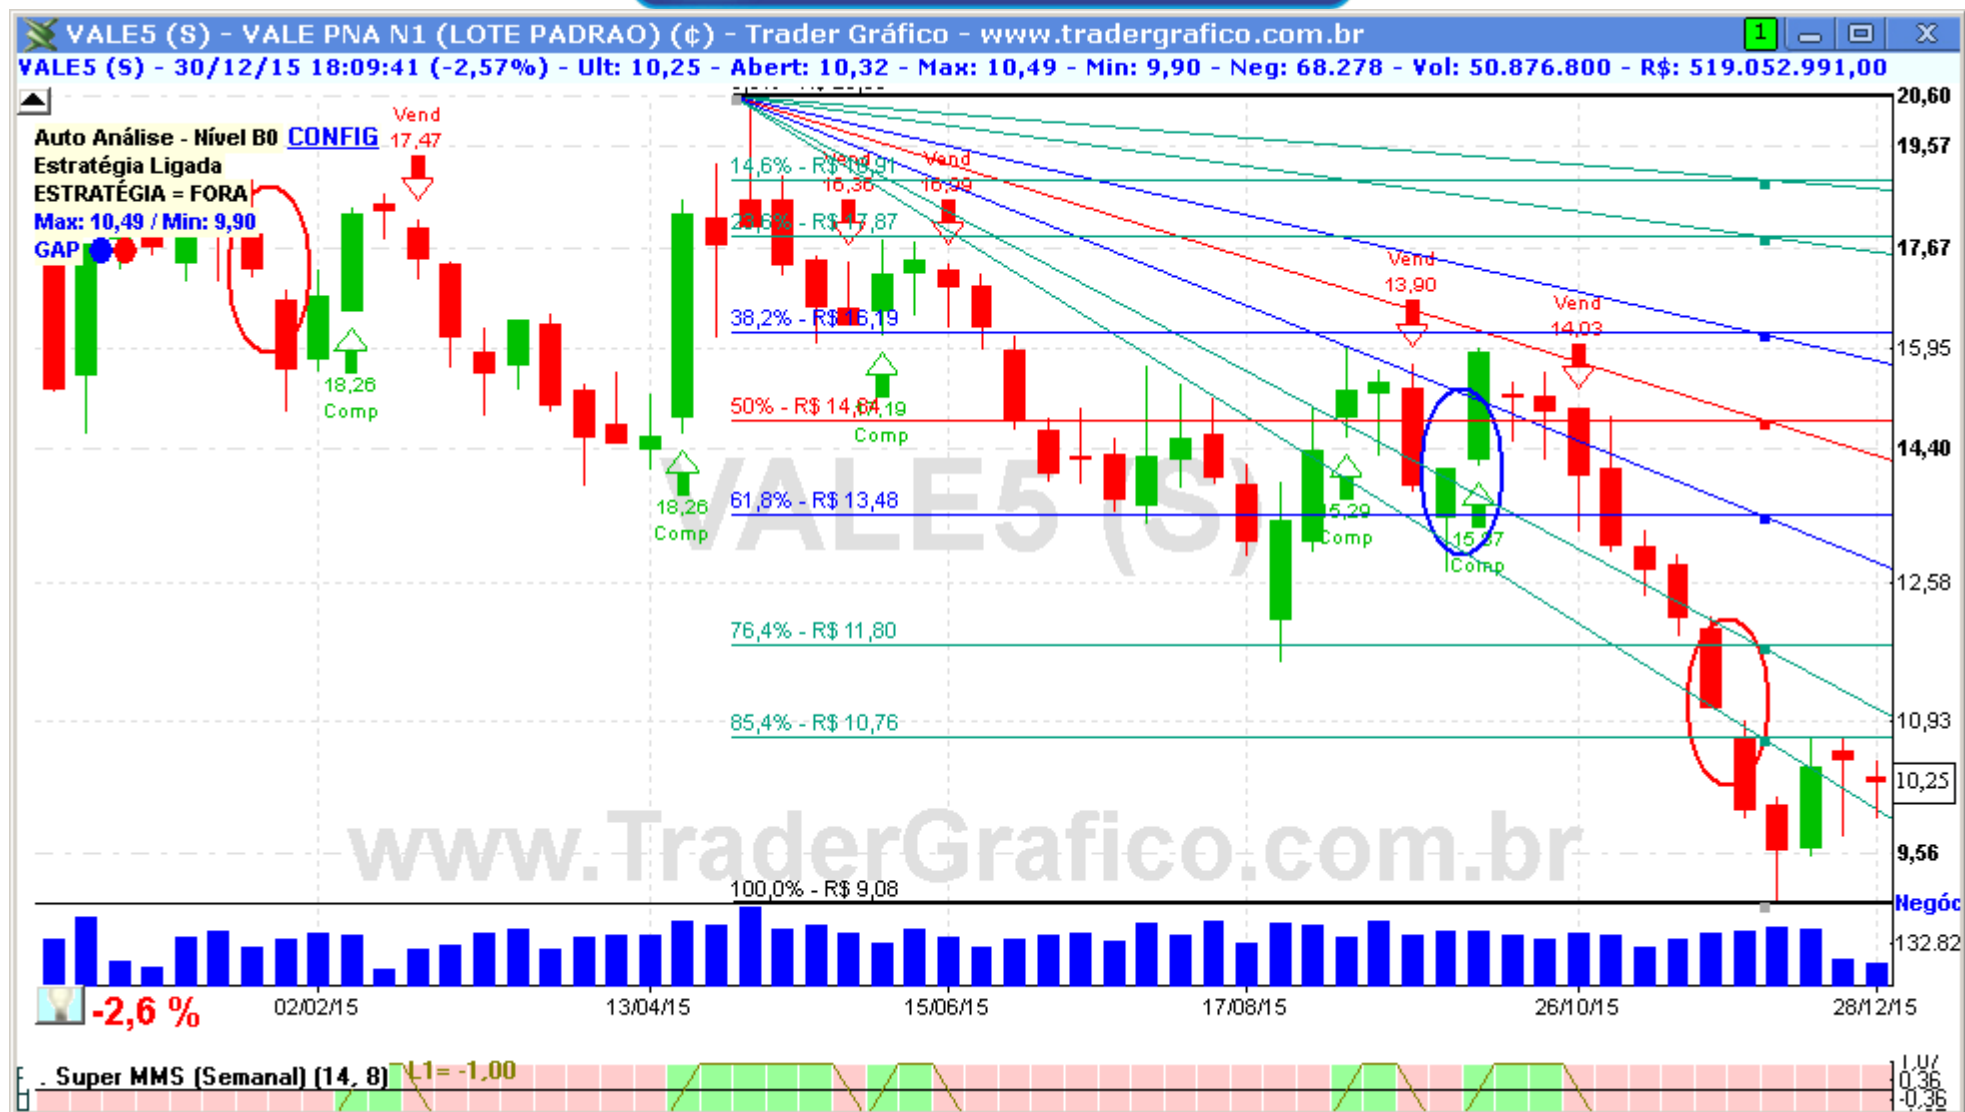 VALE5 (S) - VALE PNA N1 (LOTE PADRAO) (¢) - Trader Gráfico - www.tradergrafico.com.br
1
VALE5 (S) - 30/12/15 18:09:41 (-2,57%) - Ult: 10,25 - Abert: 10,32 - Max: 10,49 - Min: 9,90 - Neg: 68.278 - Vol: 50.876.800 - R$: 519.052.991,00
Auto Análise - Nível B0 CONFIG
Estratégia Ligada
ESTRATÉGIA = FORA
Max: 10,49 / Min: 9,90
GAP
Vend
17,47
14,6% - R$
Vend
16,36
Vend
23,6% - R$ 17,87
38,2% - R$ 16,19
50% - R$ 14,84
61,8% - R$ 13,48
76,4% - R$ 11,80
85,4% - R$ 10,76
100,0% - R$ 9,08
18,26
Comp
18,26
Comp
Comp
Vend
13,90
Vend
14,03
15,29
Comp
Comp
20,60
19,57
17,67
15,95
14,40
12,58
10,93
10,25
9,56
VALE5 (S)
www.TraderGrafico.com.br
Negóc
132.82
-2,6 %
02/02/15
13/04/15
15/06/15
17/08/15
26/10/15
28/12/15
. Super MMS (Semanal) (14, 8)
L1= -1,00
1,07
0,36
-0,36